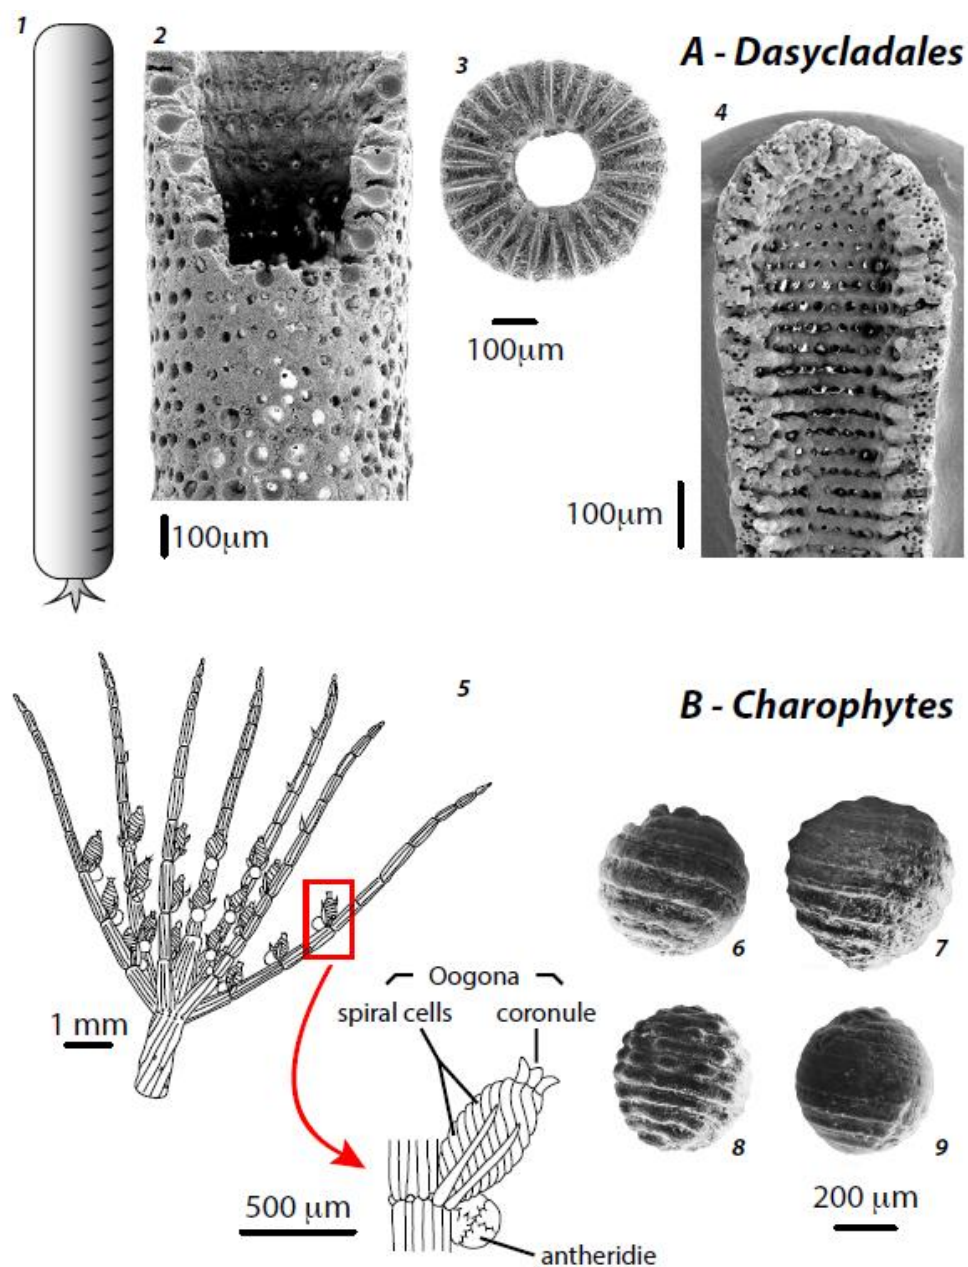 1
2
3
A - Dasycladales
4
100μm
100μm
100μm
5
B - Charophytes
6
7
1 mm
Oogona
spiral cells
coronule
8
9
500 μm
200 μm
antheridie